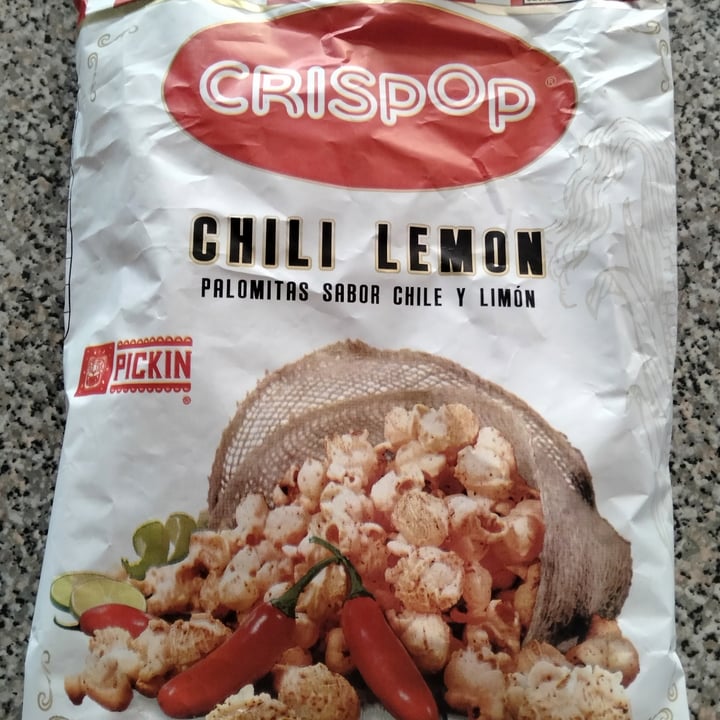 CRISPOP®
CHILI LEMON
PALOMITAS SABOR CHILE Y LIMÓN
PICKIN®